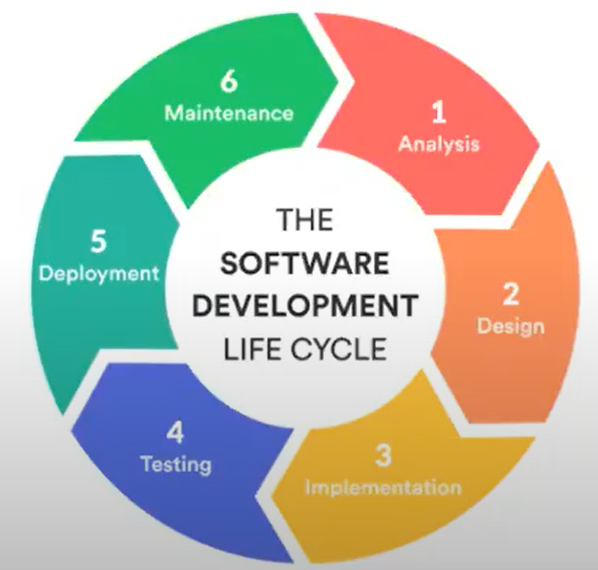 THE
SOFTWARE
DEVELOPMENT
LIFE CYCLE
1
Analysis
2
Design
3
Implementation
4
Testing
5
Deployment
6
Maintenance